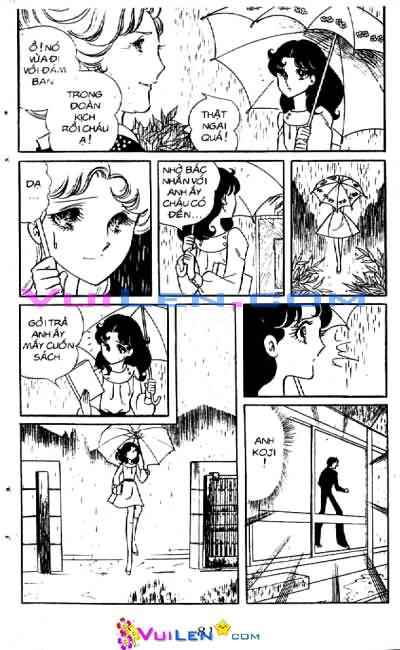 Ồ! NÓ
VỪA ĐI
VỚI ĐÁM
BẠN
TRONG
ĐOÀN
KỊCH
RỒI CHÁU
Ạ!
THẬT
NGẠI
QUÁ!
DẠ...
NHỜ BÁC
NHẮN VỚI
ANH ẤY
CHÁU CÓ
ĐẾN...
VUILEN.COM
GỞI TRẢ
ANH ẤY
MẤY CUỐN
SÁCH.
ANH
KOJI
!
81
VUILEN.COM